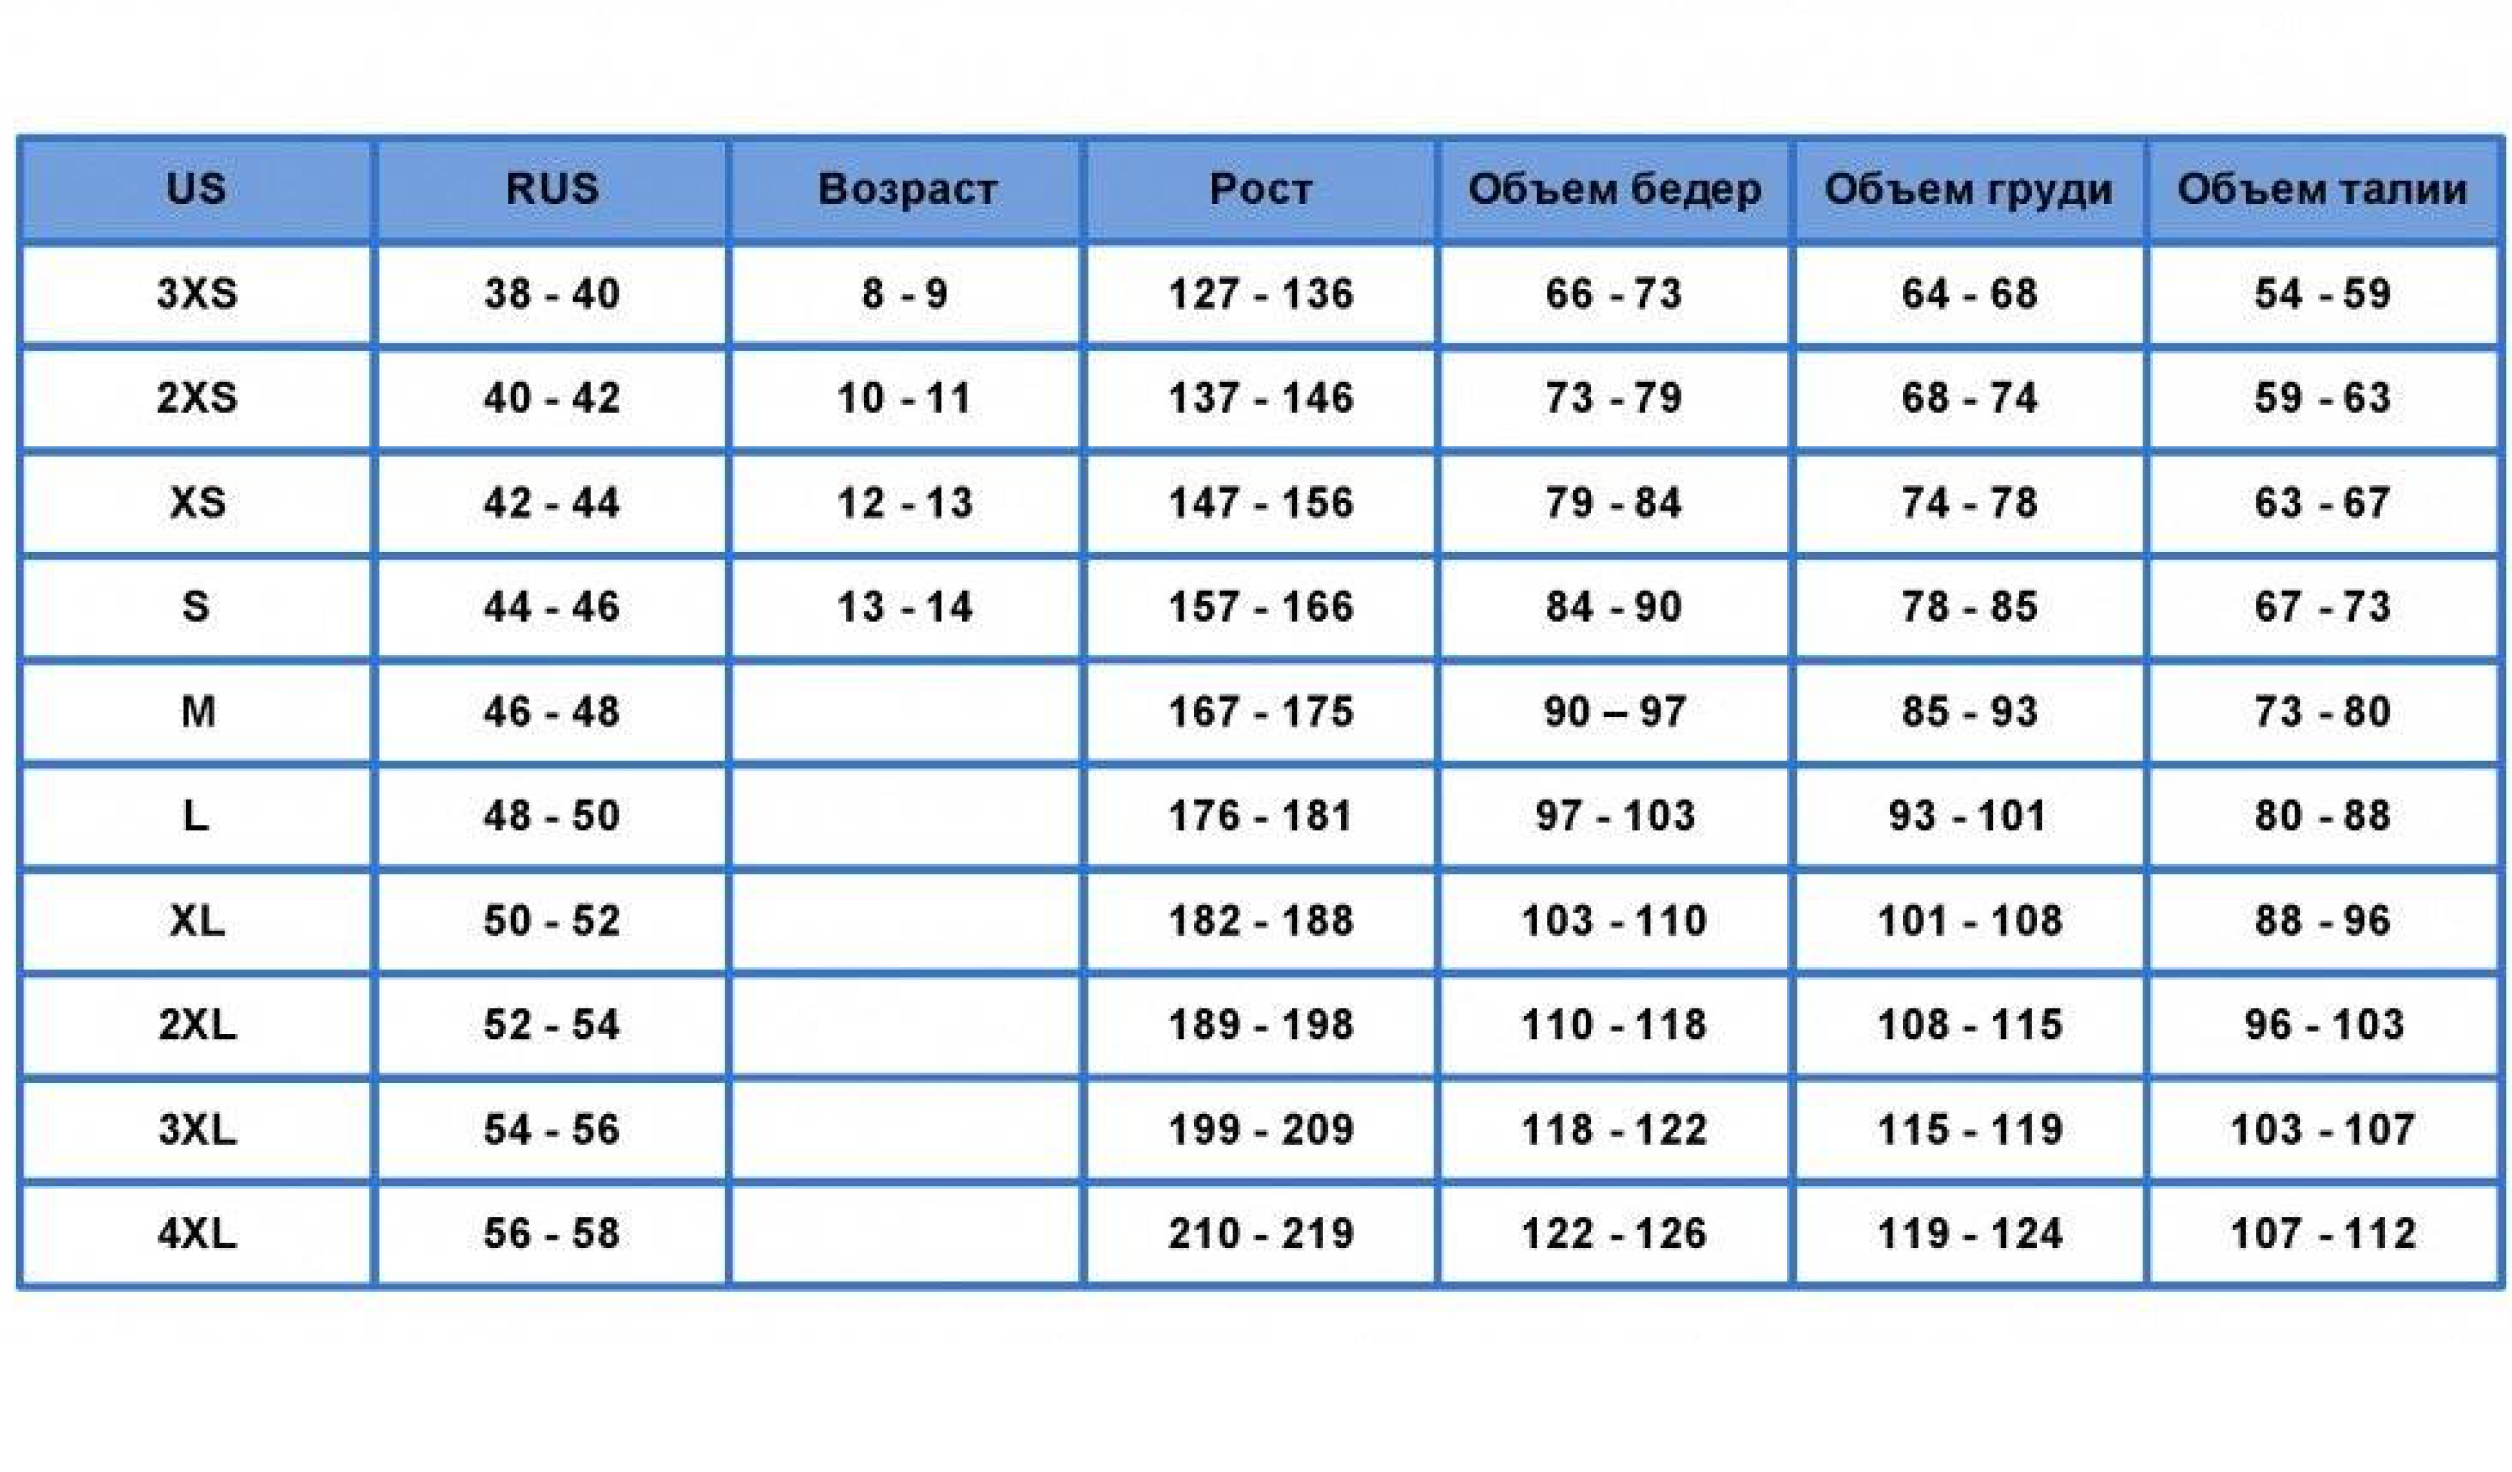 US RUS Возраст Рост Объем бедер Объем груди Объем талии
3XS 38 - 40 8 - 9 127 - 136 66 - 73 64 - 68 54 - 59
2XS 40 - 42 10 - 11 137 - 146 73 - 79 68 - 74 59 - 63
XS 42 - 44 12 - 13 147 - 156 79 - 84 74 - 78 63 - 67
S 44 - 46 13 - 14 157 - 166 84 - 90 78 - 85 67 - 73
M 46 - 48 167 - 175 90 – 97 85 - 93 73 - 80
L 48 - 50 176 - 181 97 - 103 93 - 101 80 - 88
XL 50 - 52 182 - 188 103 - 110 101 - 108 88 - 96
2XL 52 - 54 189 - 198 110 - 118 108 - 115 96 - 103
3XL 54 - 56 199 - 209 118 - 122 115 - 119 103 - 107
4XL 56 - 58 210 - 219 122 - 126 119 - 124 107 - 112